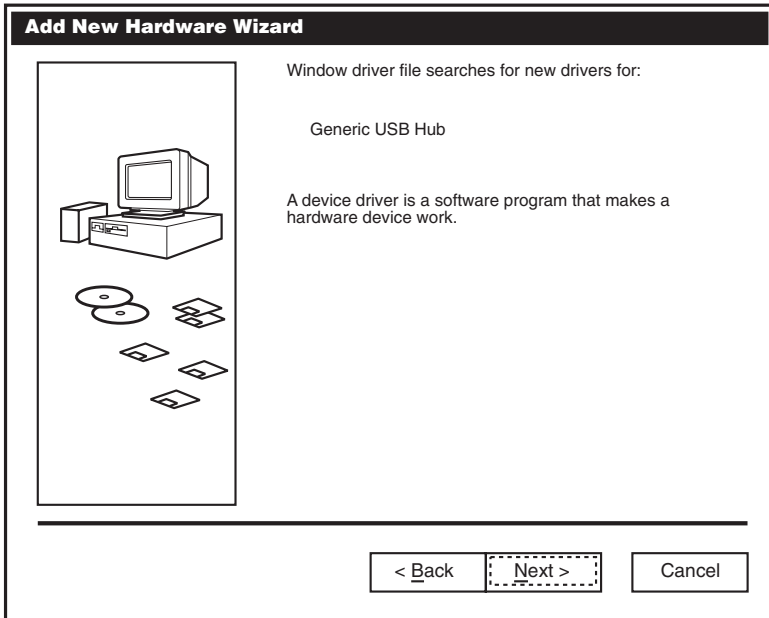 Add New Hardware Wizard
Window driver file searches for new drivers for:
Generic USB Hub
A device driver is a software program that makes a
hardware device work.
< Back
Next >
Cancel